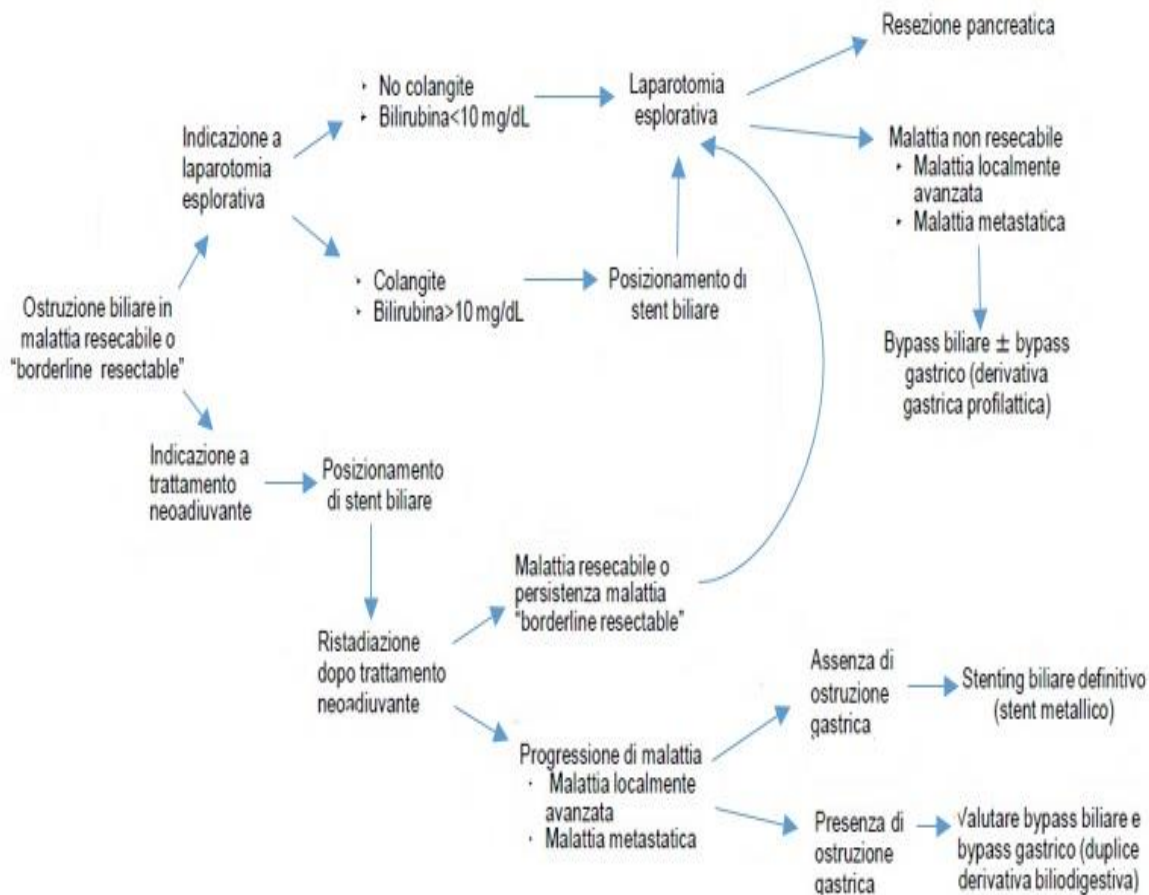 Ostruzione biliare in
malattia resecabile o
“borderline resectable”
Indicazione a
laparotomia
esplorativa
‣ No colangite
‣ Bilirubina<10 mg/dL
‣ Colangite
‣ Bilirubina>10 mg/dL
Posizionamento di
stent biliare
Laparotomia
esplorativa
Resezione pancreatica
Malattia non resecabile
• Malattia localmente
avanzata
• Malattia metastatica
Bypass biliare ± bypass
gastrico (derivativa
gastrica profilattica)
Indicazione a
trattamento
neoadiuvante
Posizionamento
di stent biliare
Ristadiazione
dopo trattamento
neoadiuvante
Malattia resecabile o
persistenza malattia
“borderline resectable”
Progressione di malattia
· Malattia localmente
avanzata
• Malattia metastatica
Assenza di
ostruzione
gastrica
Stenting biliare definitivo
(stent metallico)
Presenza di
ostruzione
gastrica
Valutare bypass biliare e
bypass gastrico (duplice
derivativa biliodigestiva)